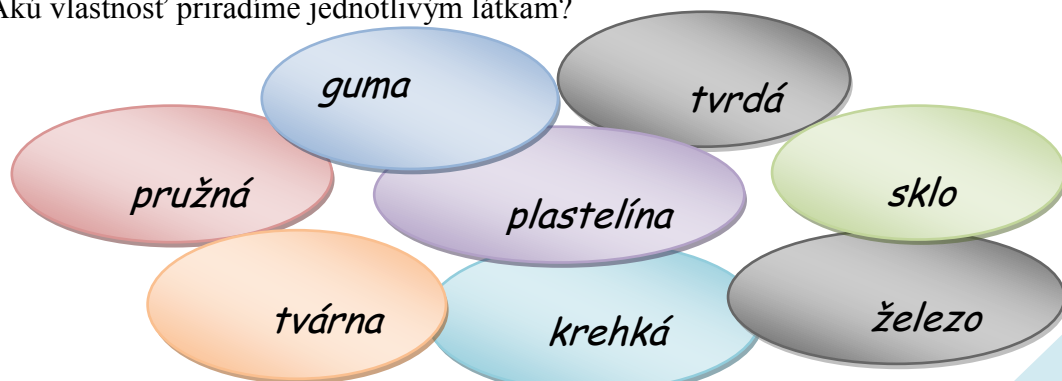 Akú vlastnosť priradíme jednotlivým látkam?
guma
tvrdá
pružná
plastelína
sklo
tvárna
krehká
železo